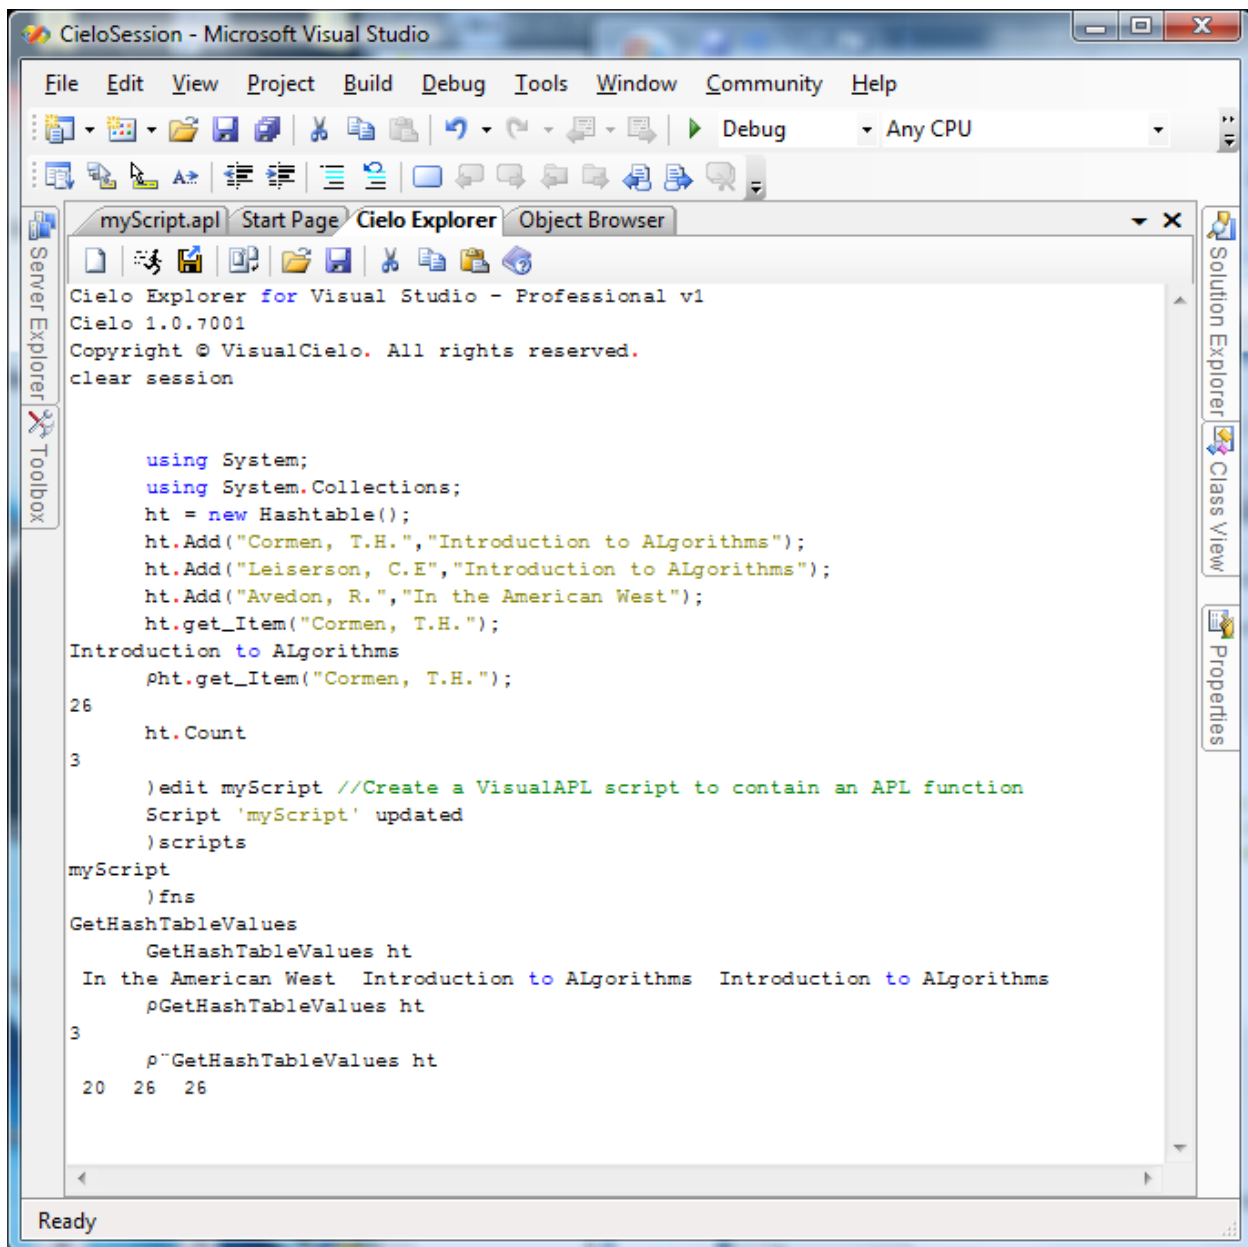 CieloSession - Microsoft Visual Studio
File Edit View Project Build Debug Tools Window Community Help
Debug Any CPU
myScript.apl Start Page Cielo Explorer Object Browser
Server Explorer
Toolbox
Cielo Explorer for Visual Studio - Professional v1
Cielo 1.0.7001
Copyright © VisualCielo. All rights reserved.
clear session
using System;
using System.Collections;
ht = new Hashtable();
ht.Add("Cormen, T.H.","Introduction to ALgorithms");
ht.Add("Leiserson, C.E","Introduction to ALgorithms");
ht.Add("Avedon, R.","In the American West");
ht.get_Item("Cormen, T.H.");
Introduction to ALgorithms
⍴ht.get_Item("Cormen, T.H.");
26
ht.Count
3
)edit myScript //Create a VisualAPL script to contain an APL function
Script 'myScript' updated
)scripts
myScript
)fns
GetHashTableValues
GetHashTableValues ht
In the American West  Introduction to ALgorithms  Introduction to ALgorithms
⍴GetHashTableValues ht
3
⍴¨GetHashTableValues ht
20 26 26
Solution Explorer
Class View
Properties
Ready